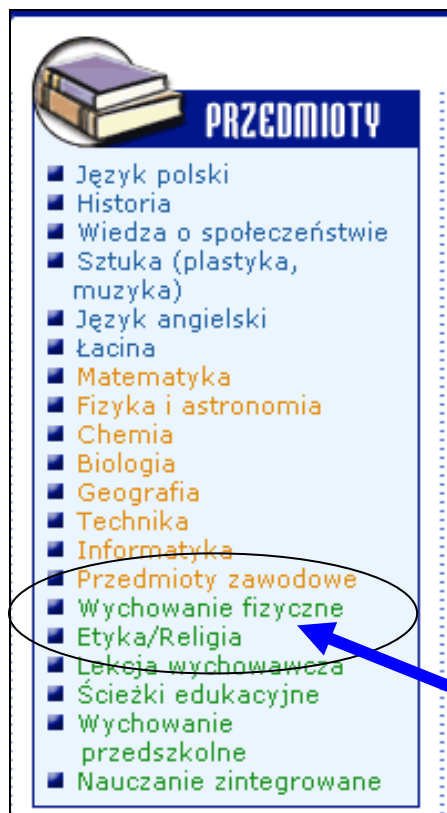 PRZEDMIOTY
Język polski
Historia
Wiedza o społeczeństwie
Sztuka (plastyka,
muzyka)
Język angielski
Łacina
Matematyka
Fizyka i astronomia
Chemia
Biologia
Geografia
Technika
Informatyka
Przedmioty zawodowe
Wychowanie fizyczne
Etyka/Religia
Lekcja wychowawcza
Ścieżki edukacyjne
Wychowanie
przedszkolne
Nauczanie zintegrowane